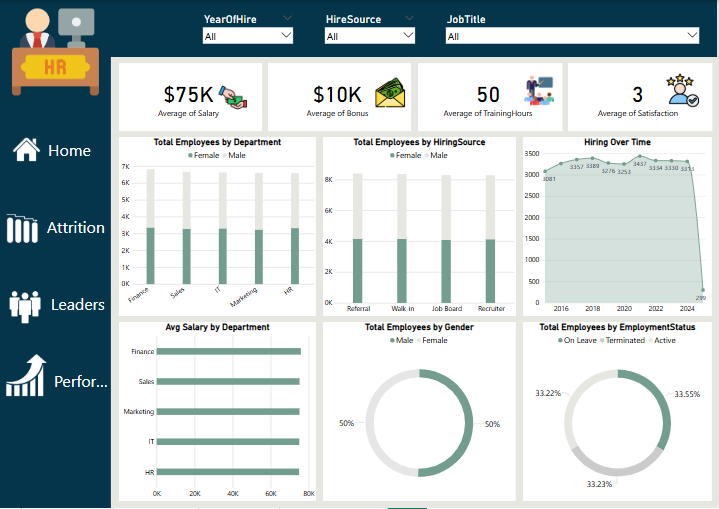 YearOfHire
HireSource
JobTitle
All
All
All
HR
Home
Attrition
Leaders
Perfor...
$75K
Average of Salary
$10K
Average of Bonus
50
Average of TrainingHours
3
Average of Satisfaction
Total Employees by Department
Female Male
7K
6K
5K
4K
3K
2K
1K
0K
Finance
Sales
IT
Marketing
HR
Total Employees by HiringSource
Female Male
8K
6K
4K
2K
0K
Referral
Walk-in
Job Board
Recruiter
Hiring Over Time
3500
3000
2500
2000
1500
1000
500
0
3081
3357
3389
3276
3253
3437
3334
3330
3313
299
2016
2018
2020
2022
2024
Avg Salary by Department
Finance
Sales
Marketing
IT
HR
0K
20K
40K
60K
80K
Total Employees by Gender
Male Female
50%
50%
Total Employees by EmploymentStatus
On Leave Terminated Active
33.22%
33.55%
33.23%